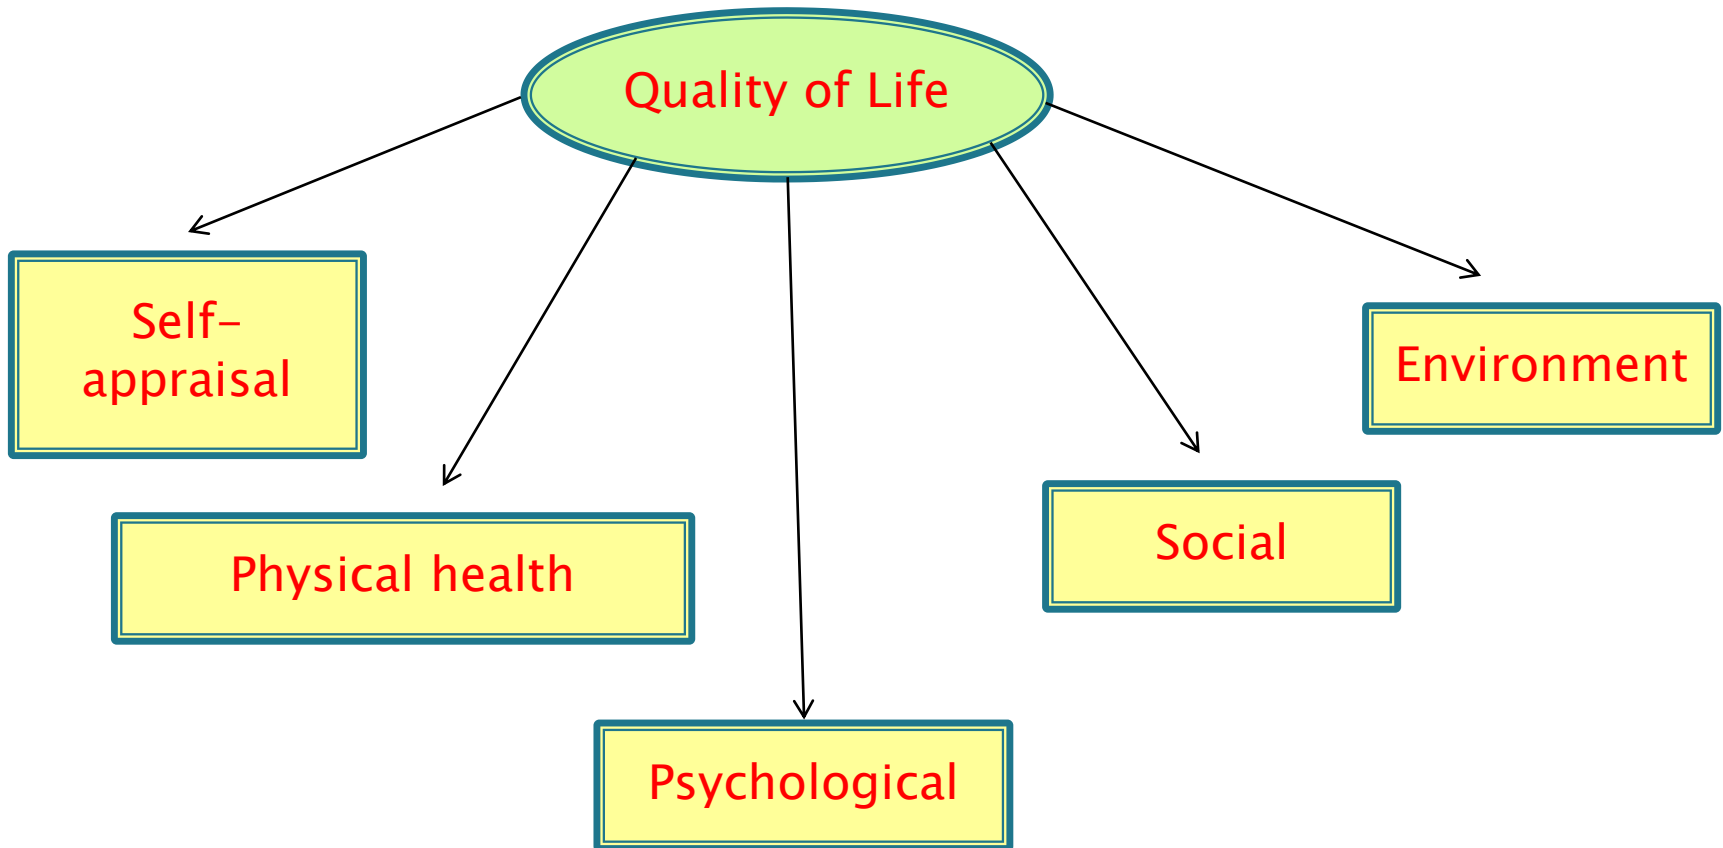 Quality of Life
Self-
appraisal
Environment
Physical health
Social
Psychological